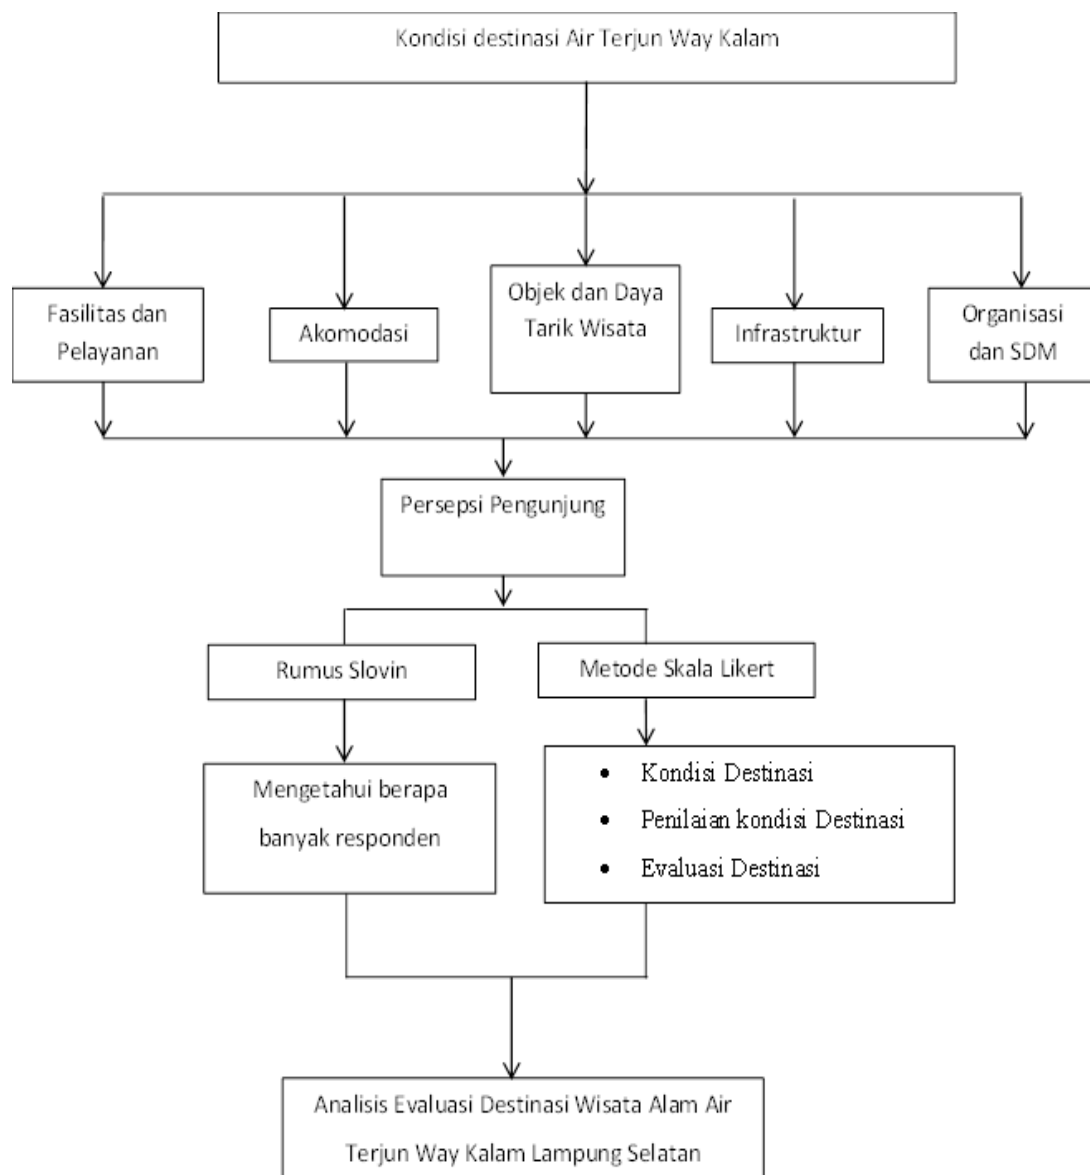 Kondisi destinasi Air Terjun Way Kalam
Fasilitas dan
Pelayanan
Akomodasi
Objek dan Daya
Tarik Wisata
Infrastruktur
Organisasi
dan SDM
Persepsi Pengunjung
Rumus Slovin
Metode Skala Likert
Mengetahui berapa
banyak responden
• Kondisi Destinasi
• Penilaian kondisi Destinasi
• Evaluasi Destinasi
Analisis Evaluasi Destinasi Wisata Alam Air
Terjun Way Kalam Lampung Selatan